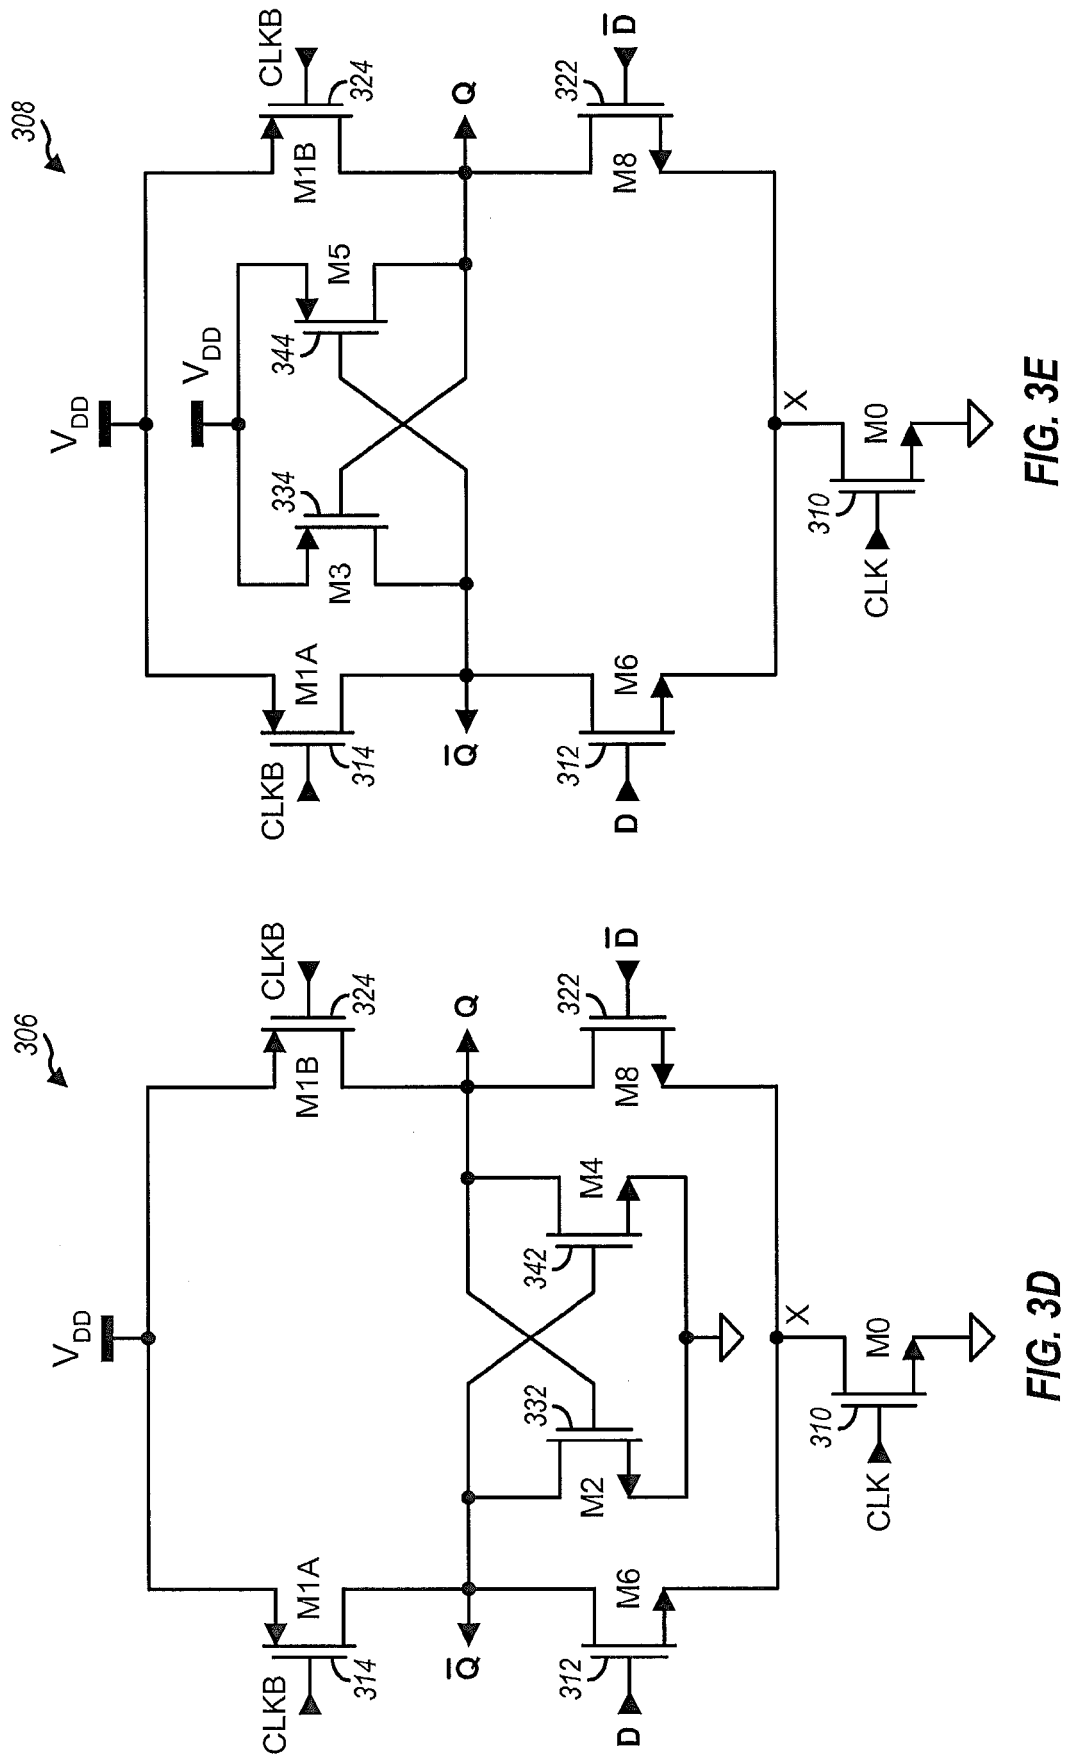 306
V_DD
CLKB
CLKB
314
324
M1A
M1B
Q̅
Q
332
342
M2
M4
D
D̅
312
322
M6
M8
X
CLK
310
M0
FIG. 3D
308
V_DD
V_DD
CLKB
CLKB
314
324
M1A
M1B
334
344
M3
M5
Q̅
Q
D
D̅
312
322
M6
M8
X
CLK
310
M0
FIG. 3E